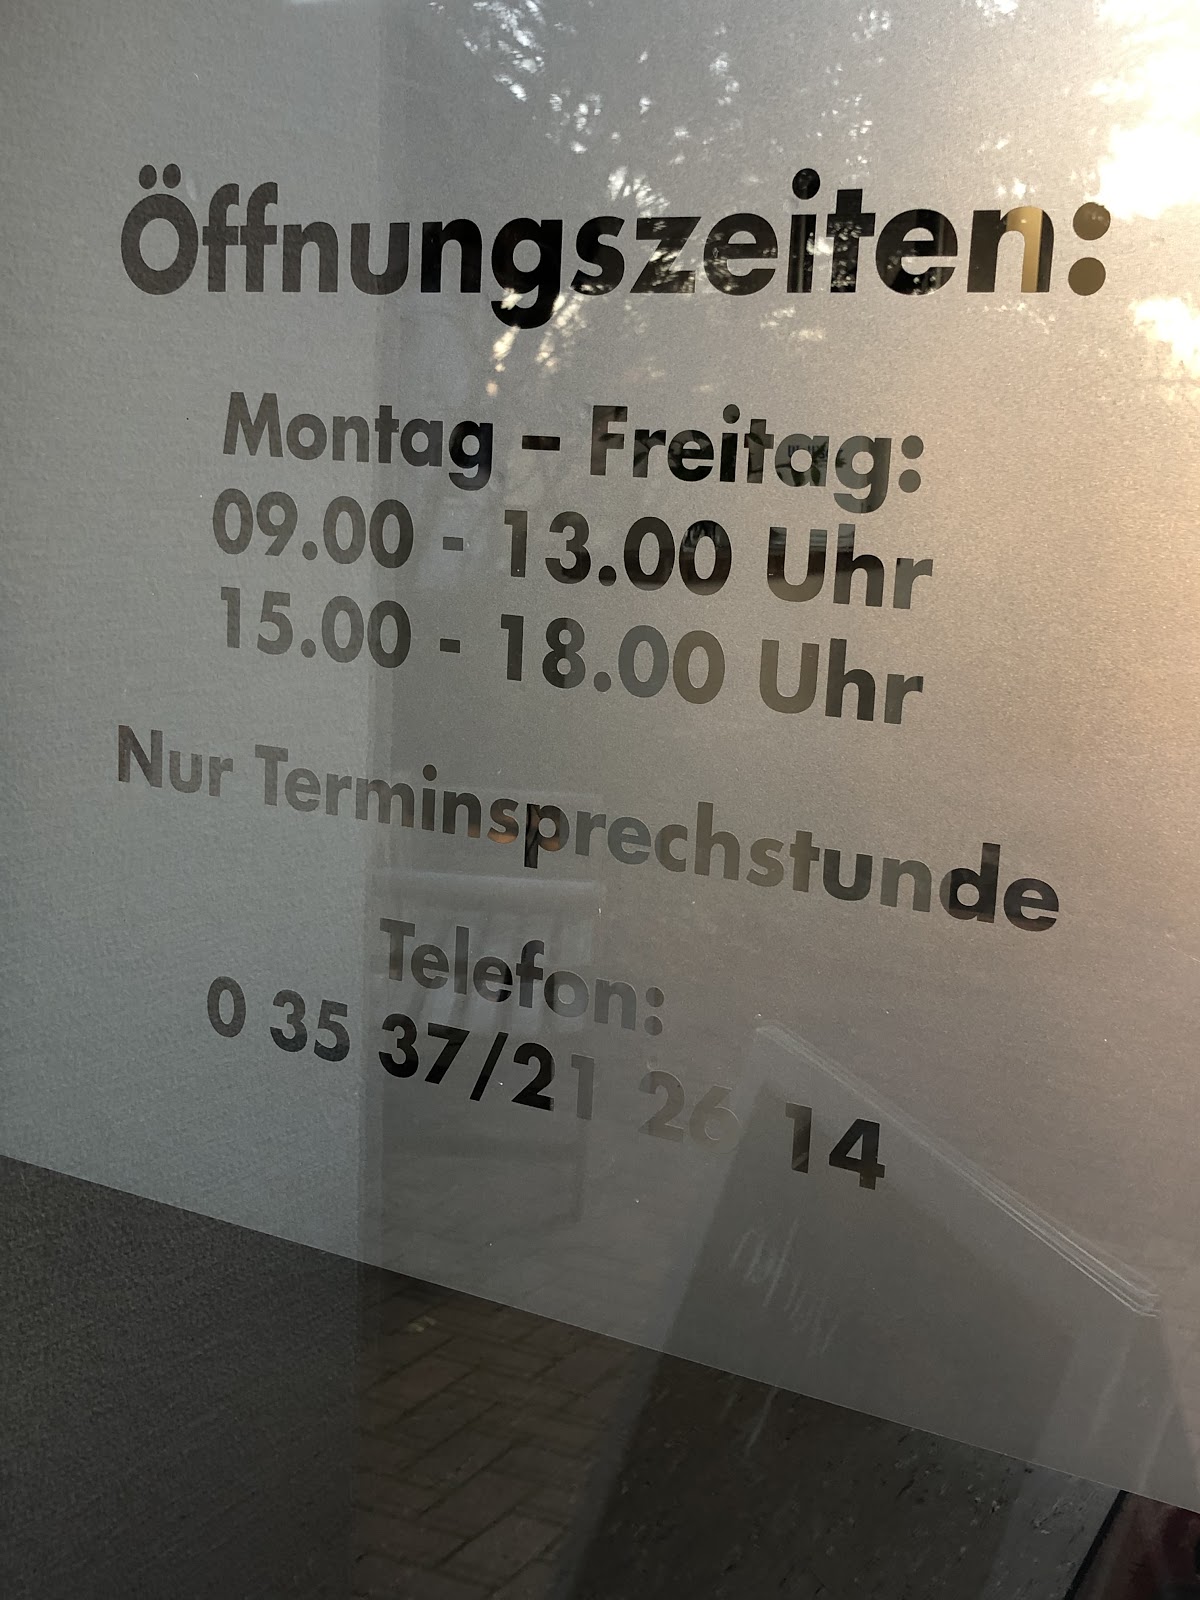 Öffnungszeiten:
Montag – Freitag:
09.00 - 13.00 Uhr
15.00 - 18.00 Uhr
Nur Terminsprechstunde
Telefon:
0 35 37/21 26 14